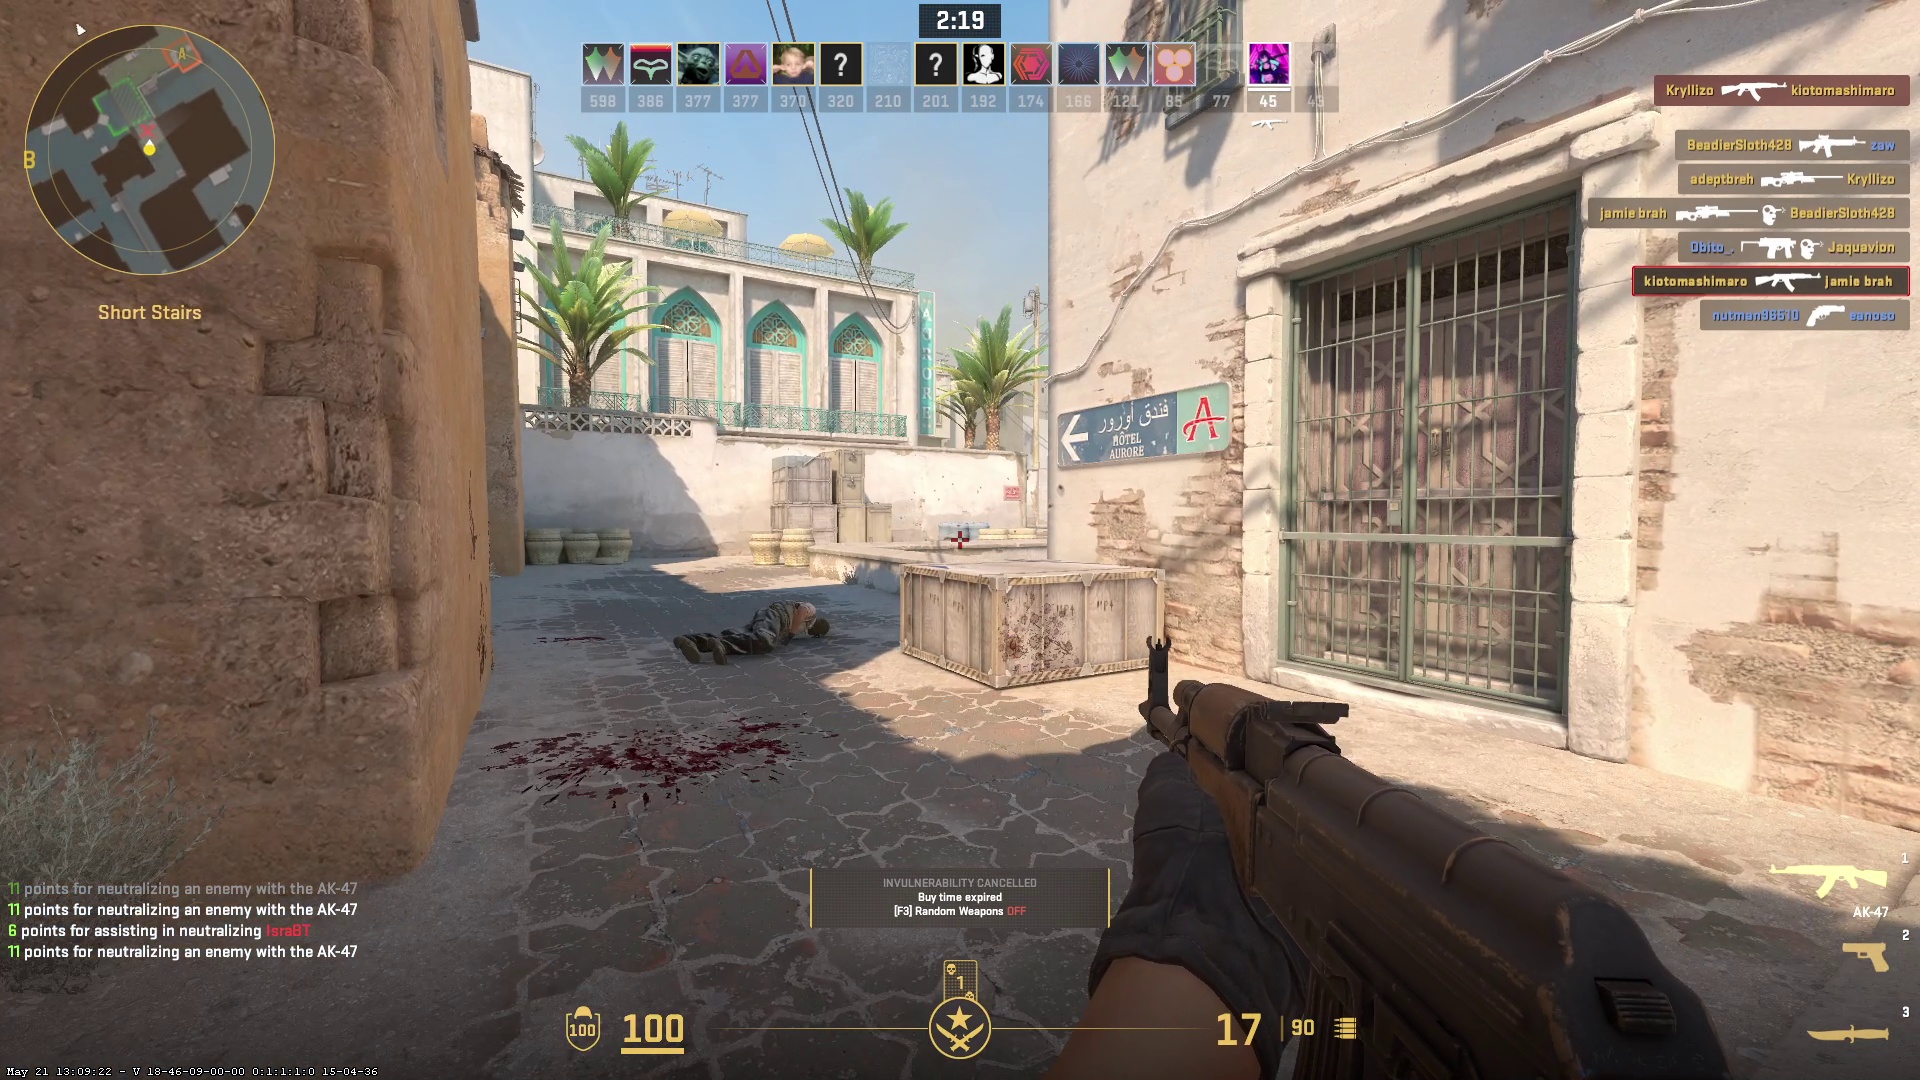 2:19
A
B
Short Stairs
598 386 377 377 370 320 210 201 192 174 166 121 85 77 45 43
? ?
Kryllizo kiotomashimaro
BeadierSloth428 zaw
adeptbreh Kryllizo
jamie brah BeadierSloth428
Obito_. Jaquavion
kiotomashimaro jamie brah
nutman96510 eanoso
فندق أورور
HÔTEL
AURORE
A
11 points for neutralizing an enemy with the AK-47
11 points for neutralizing an enemy with the AK-47
6 points for assisting in neutralizing IsraBT
11 points for neutralizing an enemy with the AK-47
INVULNERABILITY CANCELLED
Buy time expired
[F3] Random Weapons OFF
1
AK-47
2
3
1
100 100
17 | 90
May 21 13:09:22 - V 18-46-09-00-00 0:1:1:1:0 15-04-36